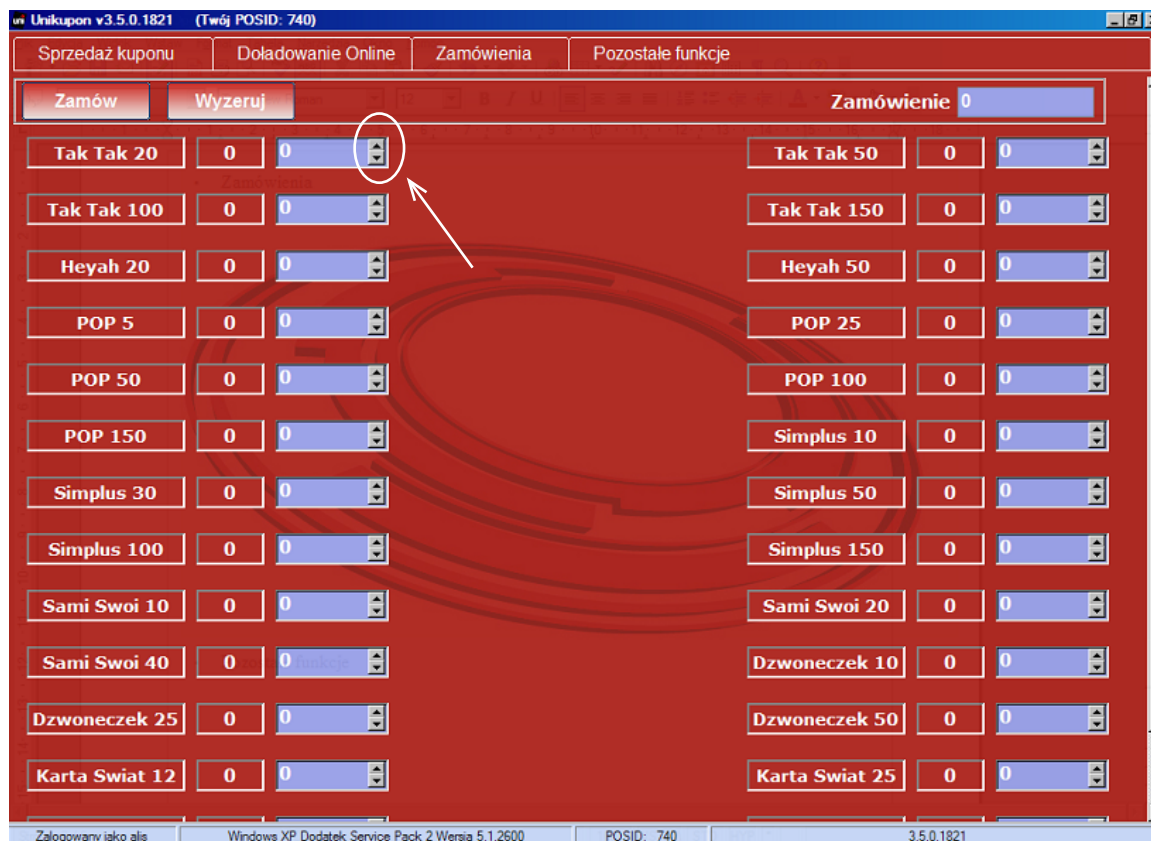 Unikupon v3.5.0.1821 (Twój POSID: 740)
Sprzedaż kuponu Doładowanie Online Zamówienia Pozostałe funkcje
Zamów Wyzeruj Zamówienie 0
Tak Tak 20 0 0 Tak Tak 50 0 0
Zamówienia
Tak Tak 100 0 0 Tak Tak 150 0 0
Heyah 20 0 0 Heyah 50 0 0
POP 5 0 0 POP 25 0 0
POP 50 0 0 POP 100 0 0
POP 150 0 0 Simplus 10 0 0
Simplus 30 0 0 Simplus 50 0 0
Simplus 100 0 0 Simplus 150 0 0
Sami Swoi 10 0 0 Sami Swoi 20 0 0
Sami Swoi 40 0 0 funkcje Dzwoneczek 10 0 0
Dzwoneczek 25 0 0 Dzwoneczek 50 0 0
Karta Swiat 12 0 0 Karta Swiat 25 0 0
Zalogowany jako alis Windows XP Dodatek Service Pack 2 Wersja 5.1.2600 POSID: 740 3.5.0.1821